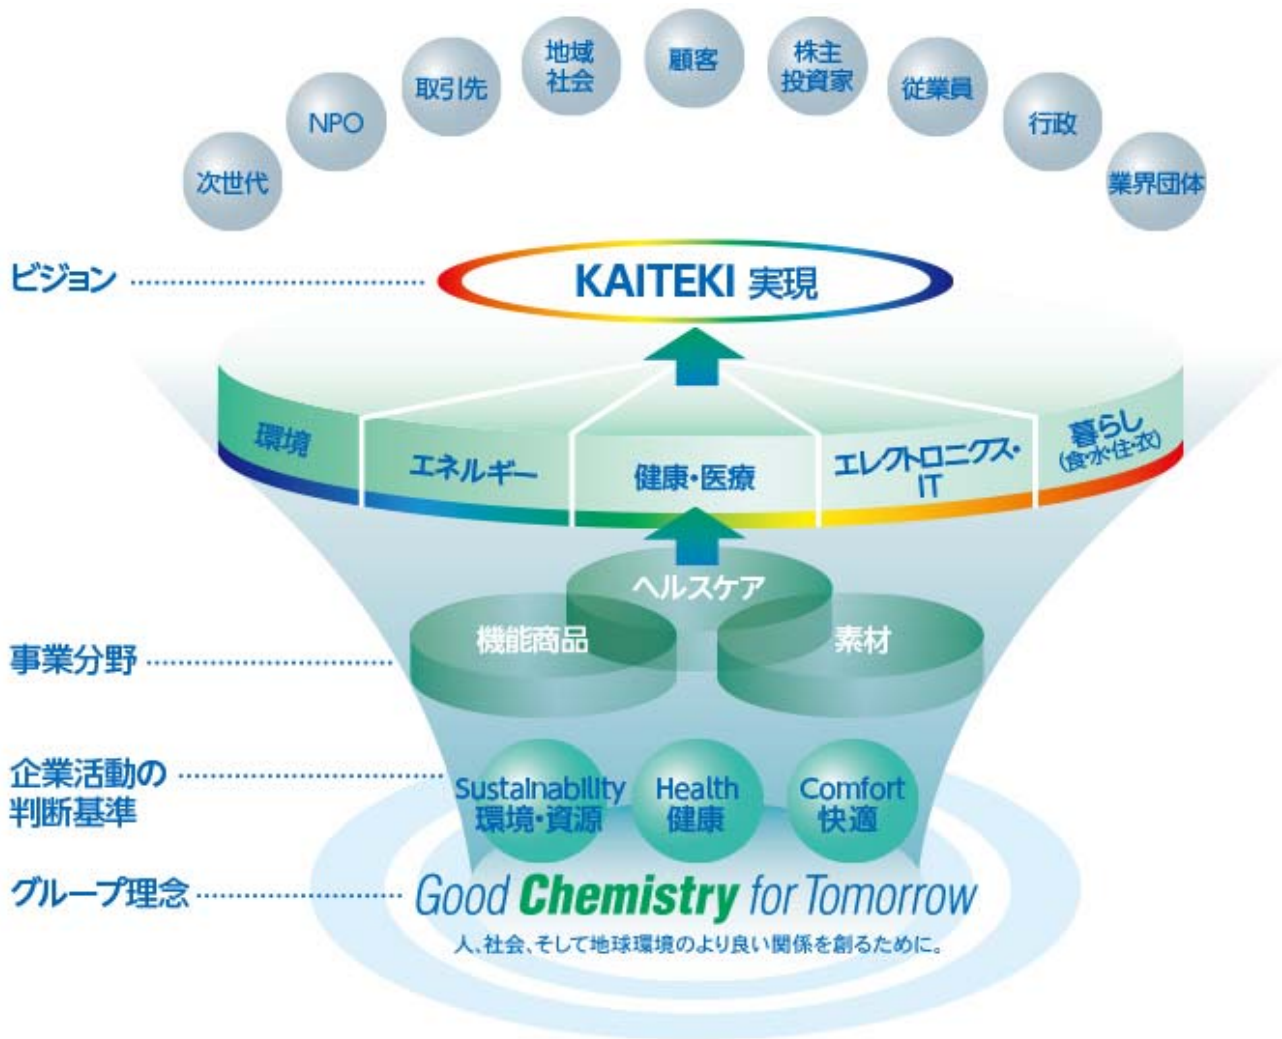 次世代
NPO
取引先
地域
社会
顧客
株主
投資家
従業員
行政
業界団体
ビジョン
KAITEKI 実現
環境
エネルギー
健康・医療
エレクトロニクス・
IT
暮らし
(食・水・住・衣)
ヘルスケア
機能商品
素材
事業分野
企業活動の
判断基準
Sustainability
環境・資源
Health
健康
Comfort
快適
グループ理念
Good Chemistry for Tomorrow
人、社会、そして地球環境のより良い関係を創るために。